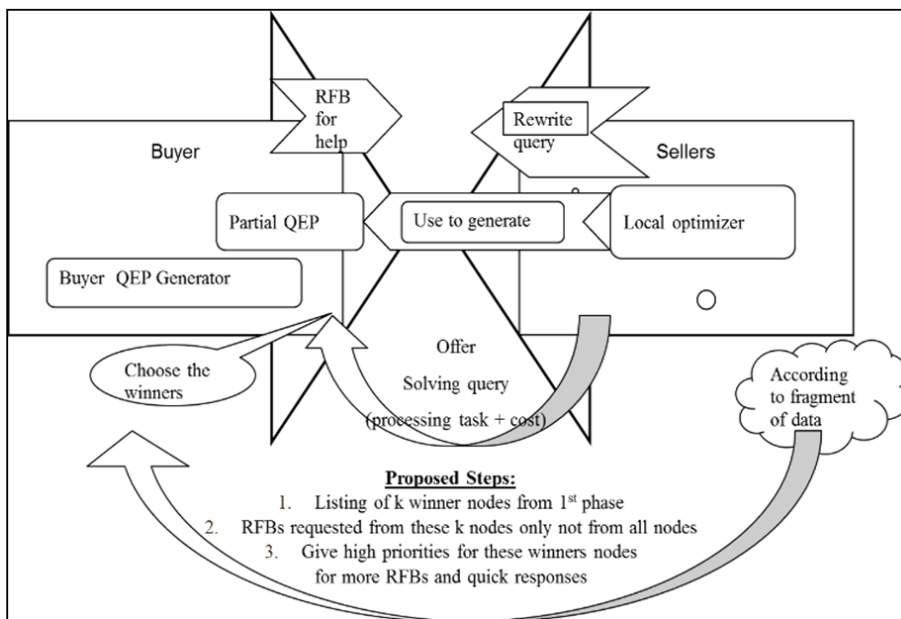 RFB
for
help
Rewrite
query
Buyer
Sellers
Partial QEP
Use to generate
Local optimizer
Buyer QEP Generator
Choose the
winners
Offer
Solving query
(processing task + cost)
According
to fragment
of data
Proposed Steps:
1. Listing of k winner nodes from 1st phase
2. RFBs requested from these k nodes only not from all nodes
3. Give high priorities for these winners nodes
for more RFBs and quick responses